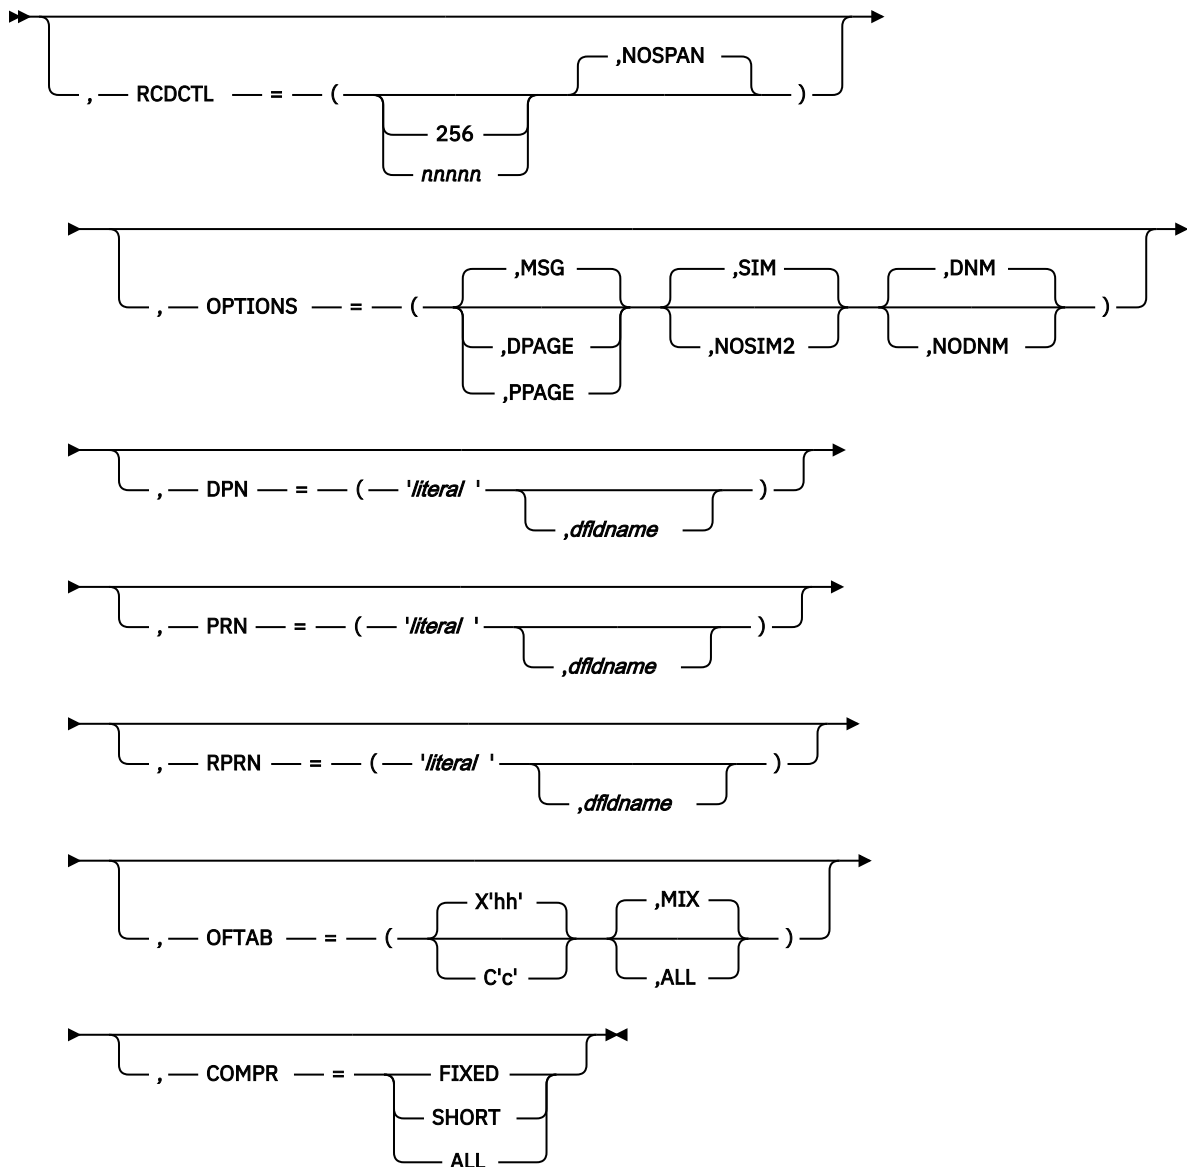 ,NOSPAN
, RCDCTL = ( )
256
nnnnn
,MSG ,SIM ,DNM
, OPTIONS = ( )
,DPAGE ,NOSIM2 ,NODNM
,PPAGE
, DPN = ( 'literal ' )
,dfldname
, PRN = ( 'literal ' )
,dfldname
, RPRN = ( 'literal ' )
,dfldname
X'hh' ,MIX
, OFTAB = ( )
C'c' ,ALL
, COMPR = FIXED
SHORT
ALL